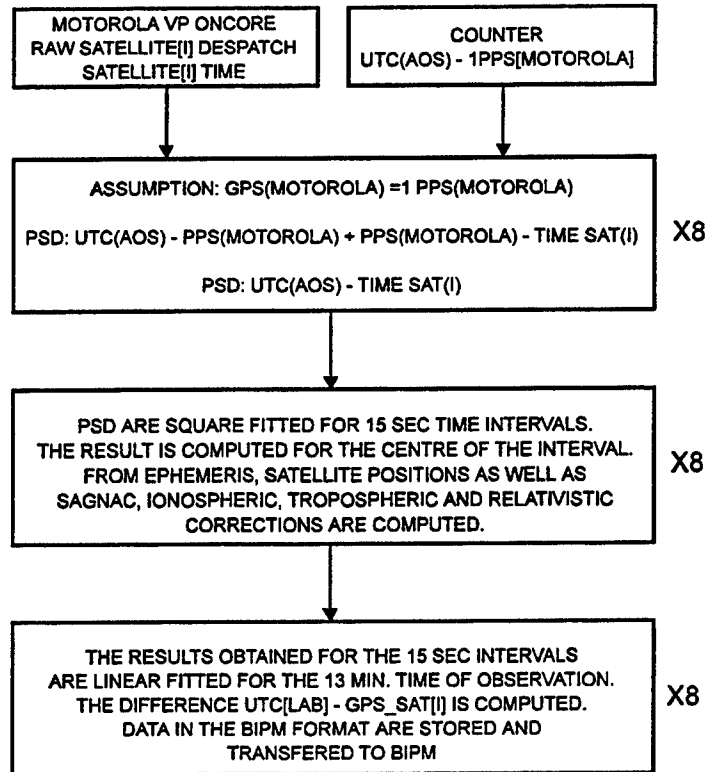 MOTOROLA VP ONCORE
RAW SATELLITE[I] DESPATCH
SATELLITE[I] TIME
COUNTER
UTC(AOS) - 1PPS[MOTOROLA]
ASSUMPTION: GPS(MOTOROLA) =1 PPS(MOTOROLA)
PSD: UTC(AOS) - PPS(MOTOROLA) + PPS(MOTOROLA) - TIME SAT(I)
PSD: UTC(AOS) - TIME SAT(I)
X8
PSD ARE SQUARE FITTED FOR 15 SEC TIME INTERVALS.
THE RESULT IS COMPUTED FOR THE CENTRE OF THE INTERVAL.
FROM EPHEMERIS, SATELLITE POSITIONS AS WELL AS
SAGNAC, IONOSPHERIC, TROPOSPHERIC AND RELATIVISTIC
CORRECTIONS ARE COMPUTED.
X8
THE RESULTS OBTAINED FOR THE 15 SEC INTERVALS
ARE LINEAR FITTED FOR THE 13 MIN. TIME OF OBSERVATION.
THE DIFFERENCE UTC[LAB] - GPS_SAT[I] IS COMPUTED.
DATA IN THE BIPM FORMAT ARE STORED AND
TRANSFERED TO BIPM
X8